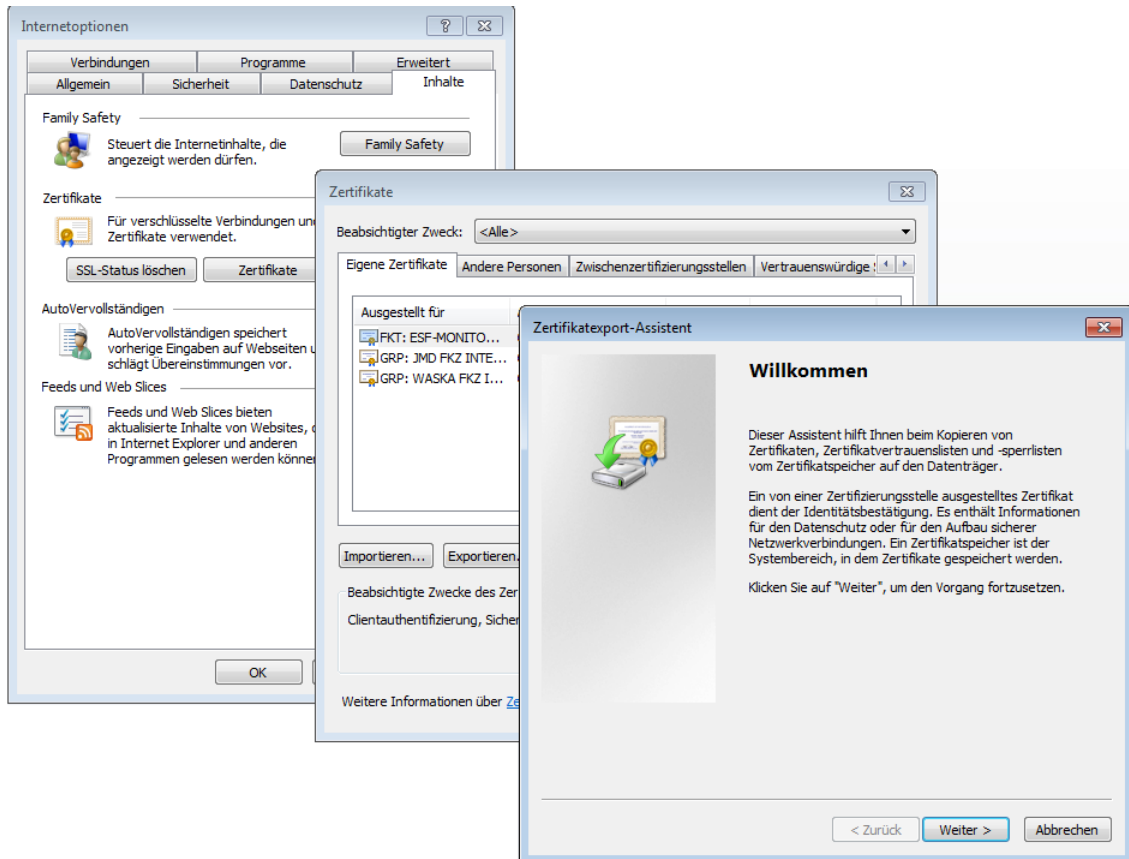 Internetoptionen
Verbindungen Programme Erweitert
Allgemein Sicherheit Datenschutz Inhalte
Family Safety
Steuert die Internetinhalte, die
angezeigt werden dürfen.
Family Safety
Zertifikate
Für verschlüsselte Verbindungen
Zertifikate verwendet.
SSL-Status löschen Zertifikate
AutoVervollständigen
AutoVervollständigen speichert
vorherige Eingaben auf Webseiten
schlägt Übereinstimmungen vor.
Feeds und Web Slices
Feeds und Web Slices bieten
aktualisierte Inhalte von Websites,
in Internet Explorer und anderen
Programmen gelesen werden
OK
Zertifikate
Beabsichtigter Zweck: <Alle>
Eigene Zertifikate Andere Personen Zwischenzertifizierungsstellen Vertrauenswürdige
Ausgestellt für
FKT: ESF-MONITO...
GRP: JMD FKZ INTE...
GRP: WASKA FKZ I...
Importieren... Exportieren
Beabsichtigte Zwecke des
Clientauthentifizierung,
Weitere Informationen über
Zertifikatexport-Assistent
Willkommen
Dieser Assistent hilft Ihnen beim Kopieren von
Zertifikaten, Zertifikatvertrauenslisten und -sperrlisten
vom Zertifikatspeicher auf den Datenträger.
Ein von einer Zertifizierungsstelle ausgestelltes Zertifikat
dient der Identitätsbestätigung. Es enthält Informationen
für den Datenschutz oder für den Aufbau sicherer
Netzwerkverbindungen. Ein Zertifikatspeicher ist der
Systembereich, in dem Zertifikate gespeichert werden.
Klicken Sie auf "Weiter", um den Vorgang fortzusetzen.
< Zurück Weiter > Abbrechen